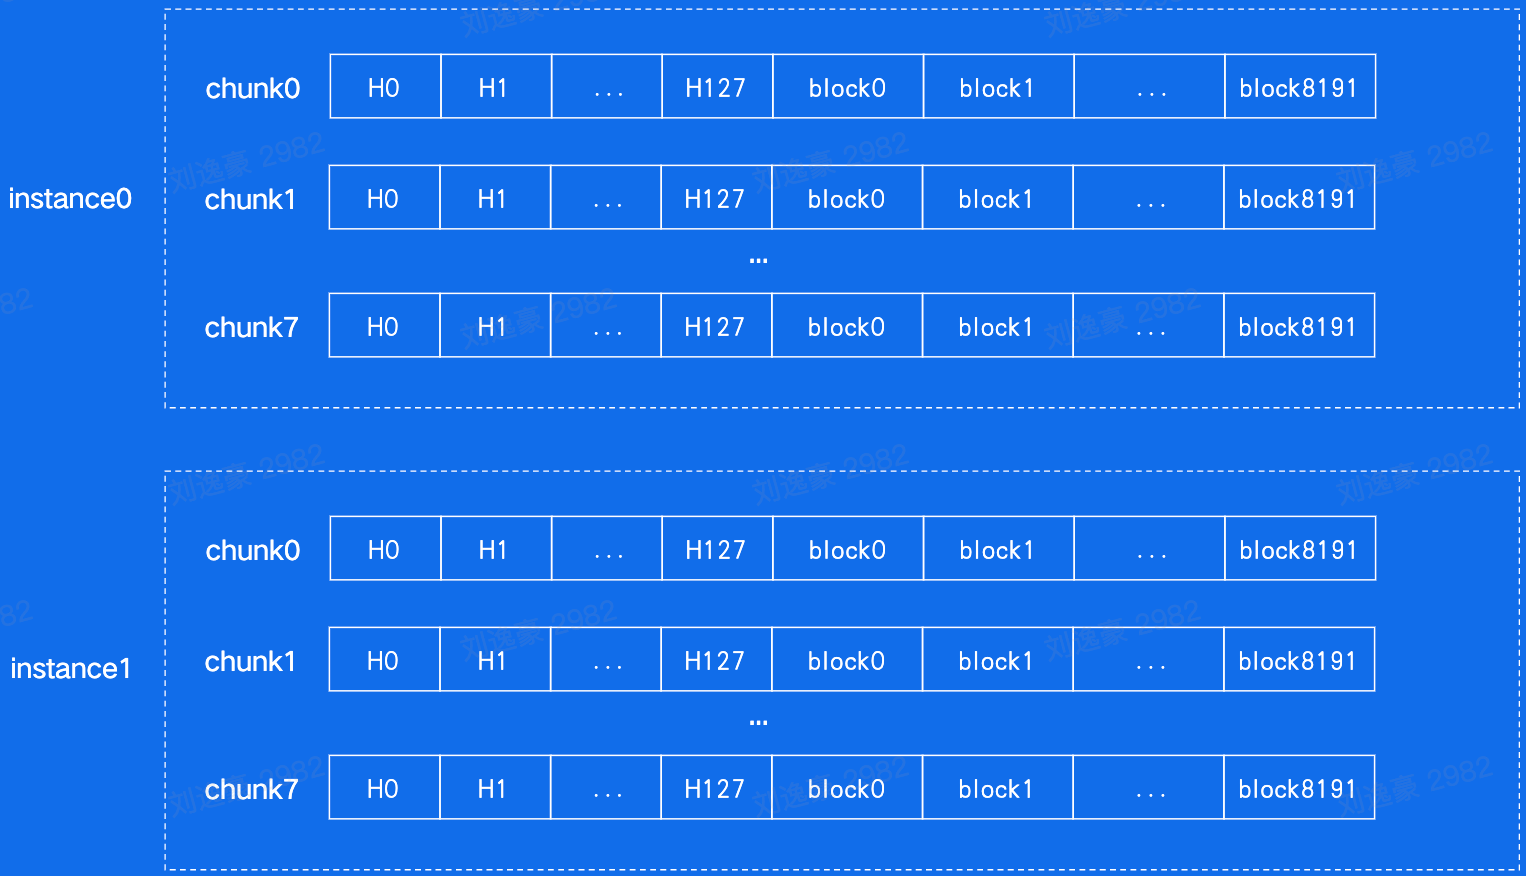 chunk0 H0 H1 ... H127 block0 block1 ... block8191
instance0
chunk1 H0 H1 ... H127 block0 block1 ... block8191
...
chunk7 H0 H1 ... H127 block0 block1 ... block8191
chunk0 H0 H1 ... H127 block0 block1 ... block8191
instance1
chunk1 H0 H1 ... H127 block0 block1 ... block8191
...
chunk7 H0 H1 ... H127 block0 block1 ... block8191
刘逸豪 2982